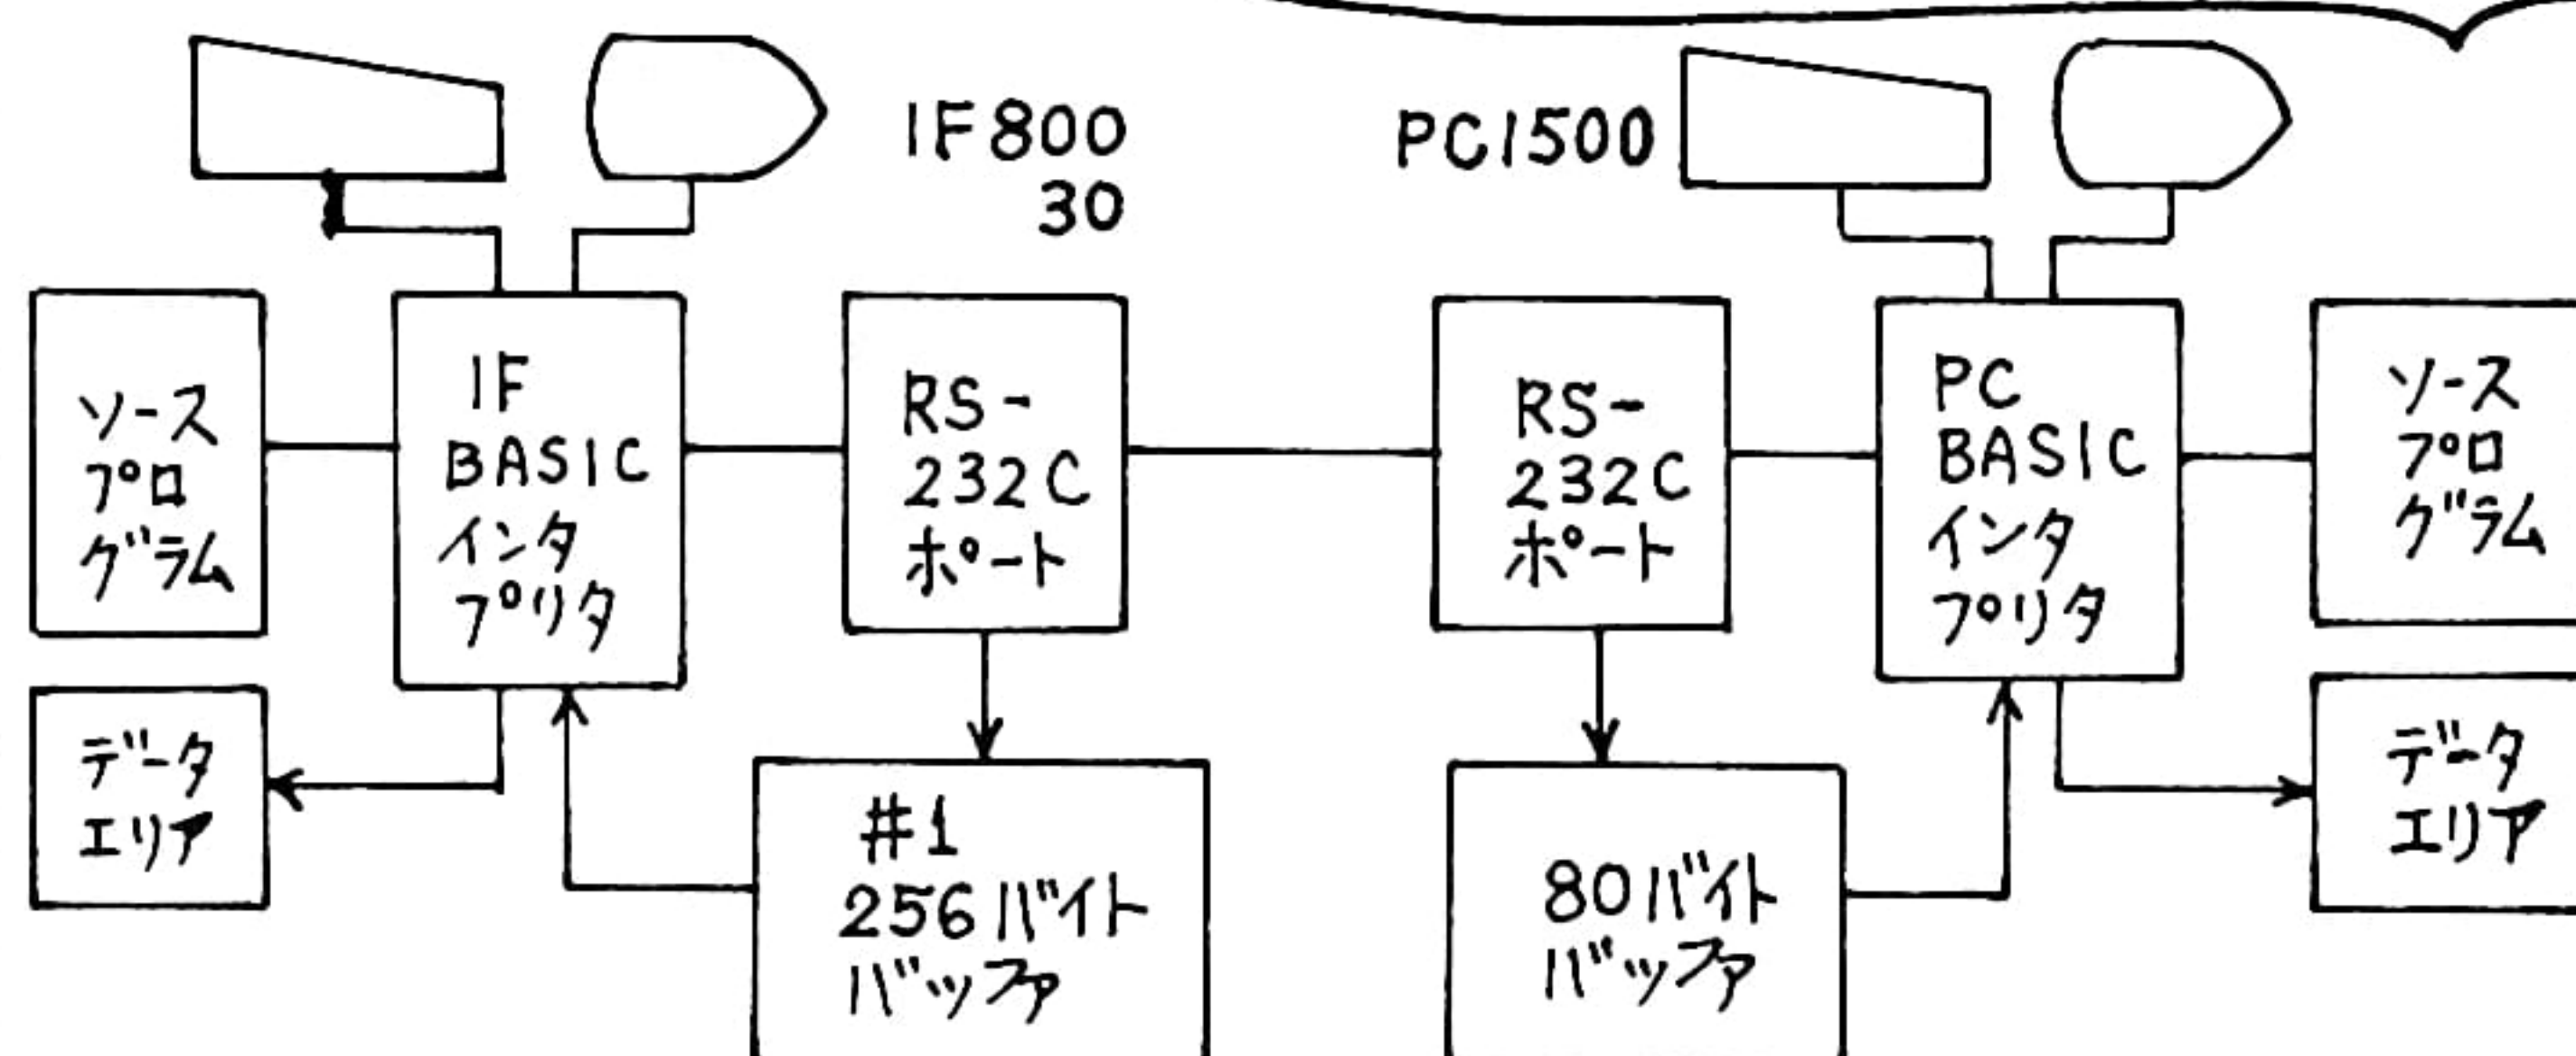 IF800
30
PC1500
ソース
プロ
グラム
IF
BASIC
インタ
プリタ
RS-
232C
ポート
RS-
232C
ポート
PC
BASIC
インタ
プリタ
ソース
プロ
グラム
データ
エリア
#1
256バイト
バッファ
80バイト
バッファ
データ
エリア